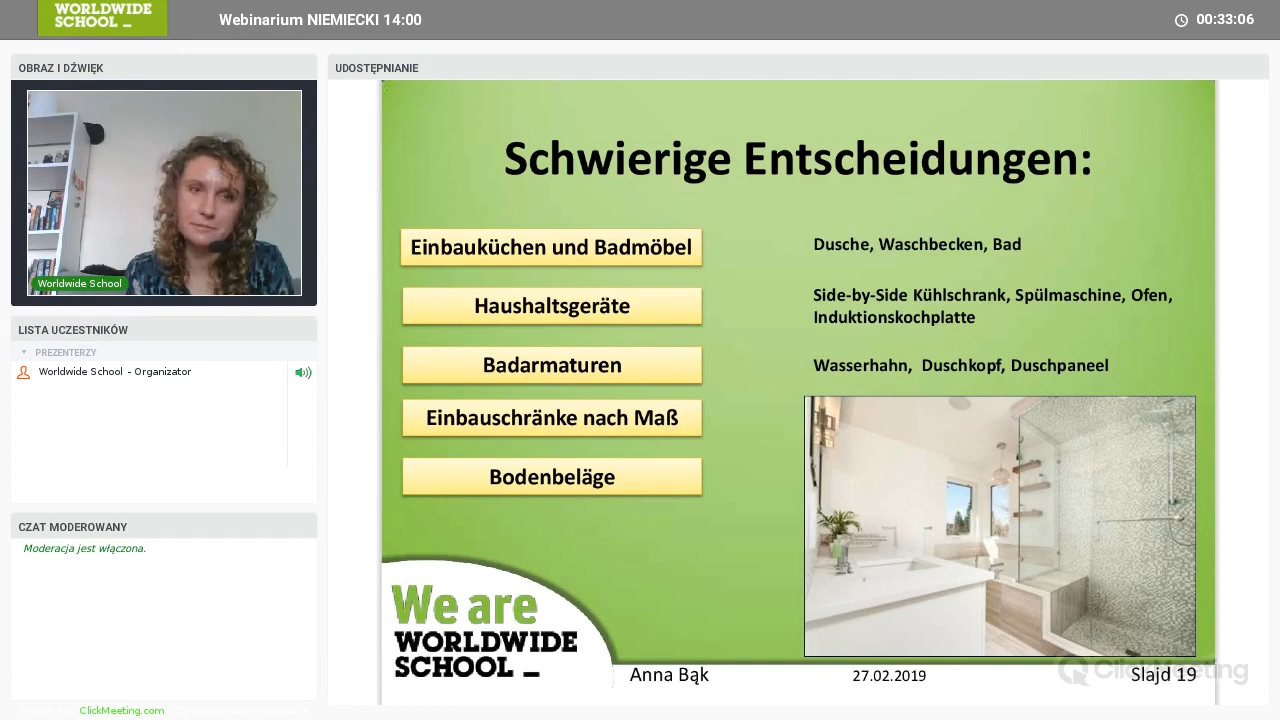 WORLDWIDE
SCHOOL _
Webinarium NIEMIECKI 14:00
00:33:06
OBRAZ I DŹWIĘK
Worldwide School
LISTA UCZESTNIKÓW
PREZENTERZY
Worldwide School - Organizator
CZAT MODEROWANY
Moderacja jest włączona.
ClickMeeting.com
UDOSTĘPNIANIE
Schwierige Entscheidungen:
Einbauküchen und Badmöbel
Dusche, Waschbecken, Bad
Haushaltsgeräte
Side-by-Side Kühlschrank, Spülmaschine, Ofen,
Induktionskochplatte
Badarmaturen
Wasserhahn, Duschkopf, Duschpaneel
Einbauschränke nach Maß
Bodenbeläge
We are
WORLDWIDE
SCHOOL _
Anna Bąk
27.02.2019
Slajd 19
ClickMeeting